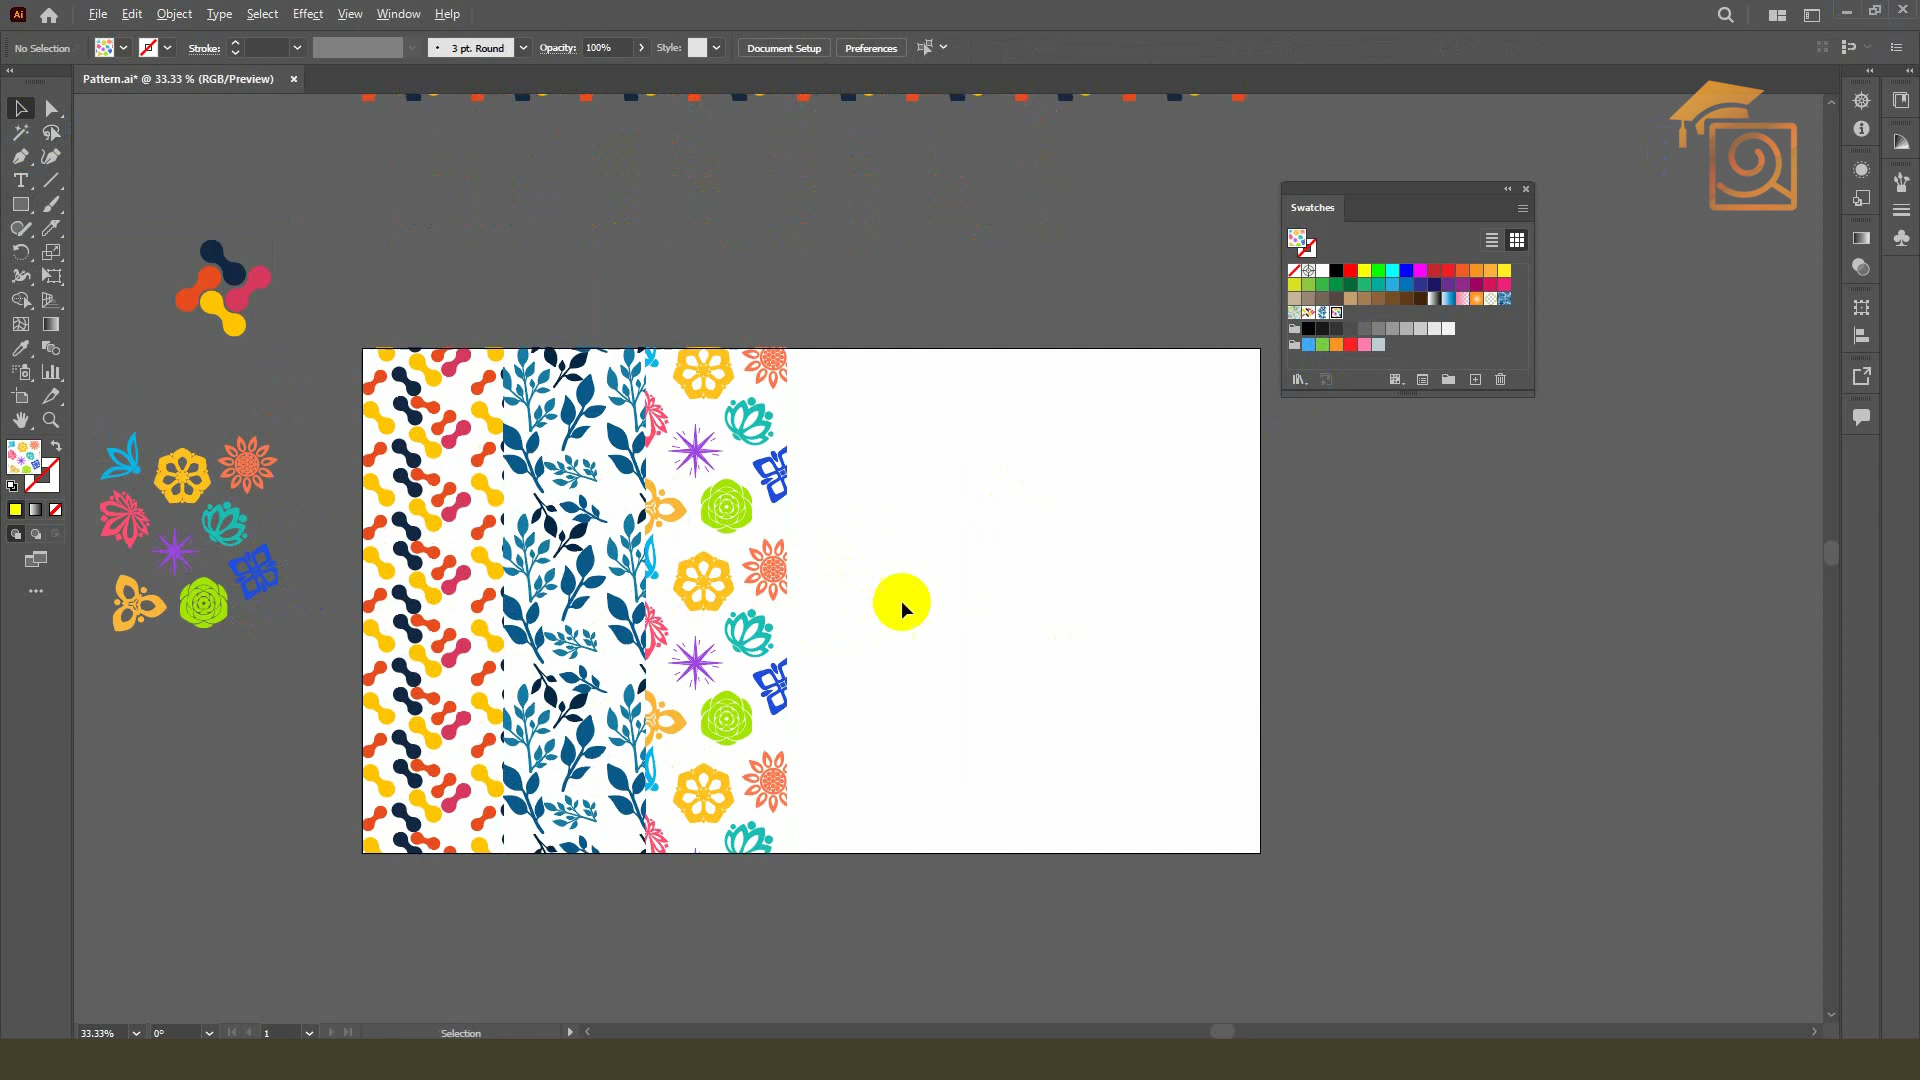 Ai File Edit Object Type Select Effect View Window Help
No Selection Stroke: 3 pt. Round Opacity: 100% Style: Document Setup Preferences
Pattern.ai* @ 33.33 % (RGB/Preview)
Swatches
33.33% 0° 1 Selection